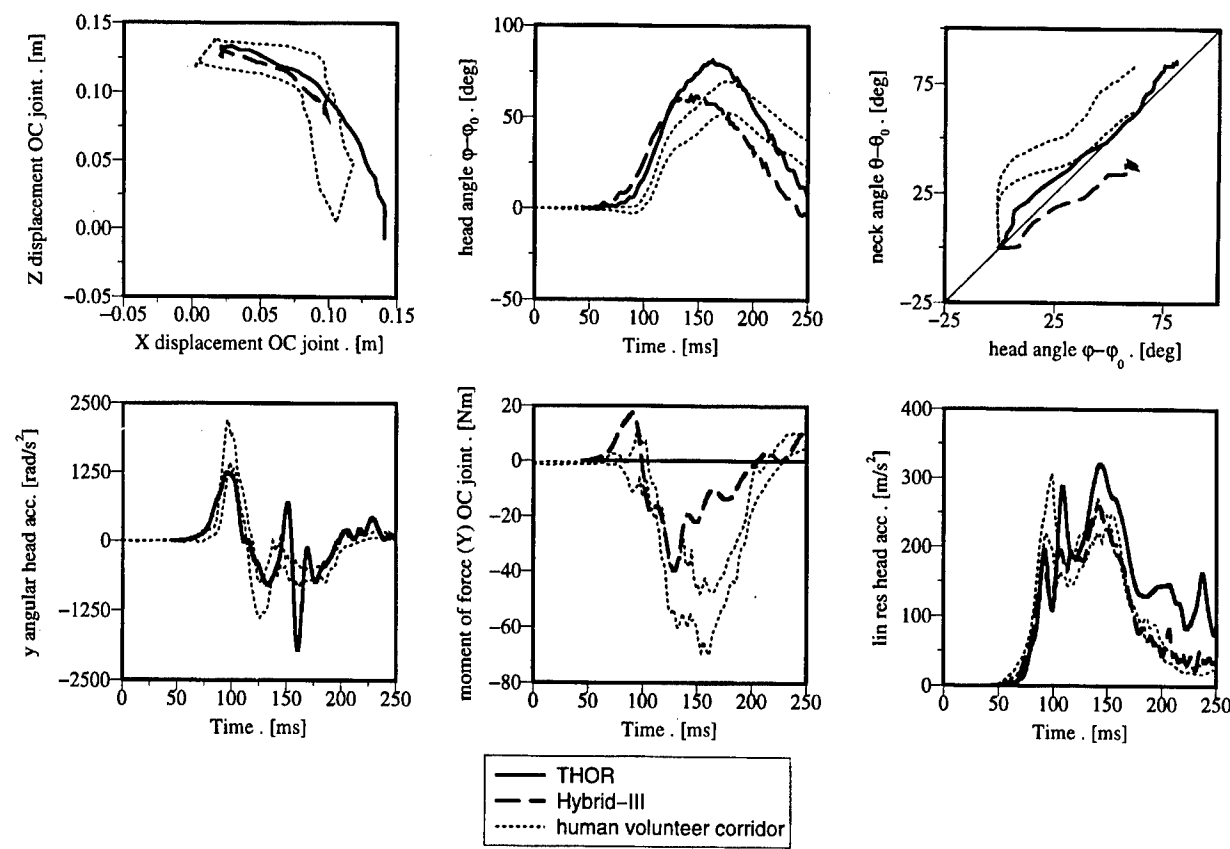 0.15
0.10
0.05
0.00
−0.05
Z displacement OC joint . [m]
−0.05 0.00 0.05 0.10 0.15
X displacement OC joint . [m]
100
50
0
−50
head angle φ−φ₀ . [deg]
0 50 100 150 200 250
Time . [ms]
75
25
−25
neck angle θ−θ₀ . [deg]
−25 25 75
head angle φ−φ₀ . [deg]
2500
1250
0
−1250
−2500
y angular head acc. [rad/s²]
0 50 100 150 200 250
Time . [ms]
20
0
−20
−40
−60
−80
moment of force (Y) OC joint . [Nm]
0 50 100 150 200 250
Time . [ms]
400
300
200
100
0
lin res head acc . [m/s²]
0 50 100 150 200 250
Time . [ms]
THOR
Hybrid−III
human volunteer corridor